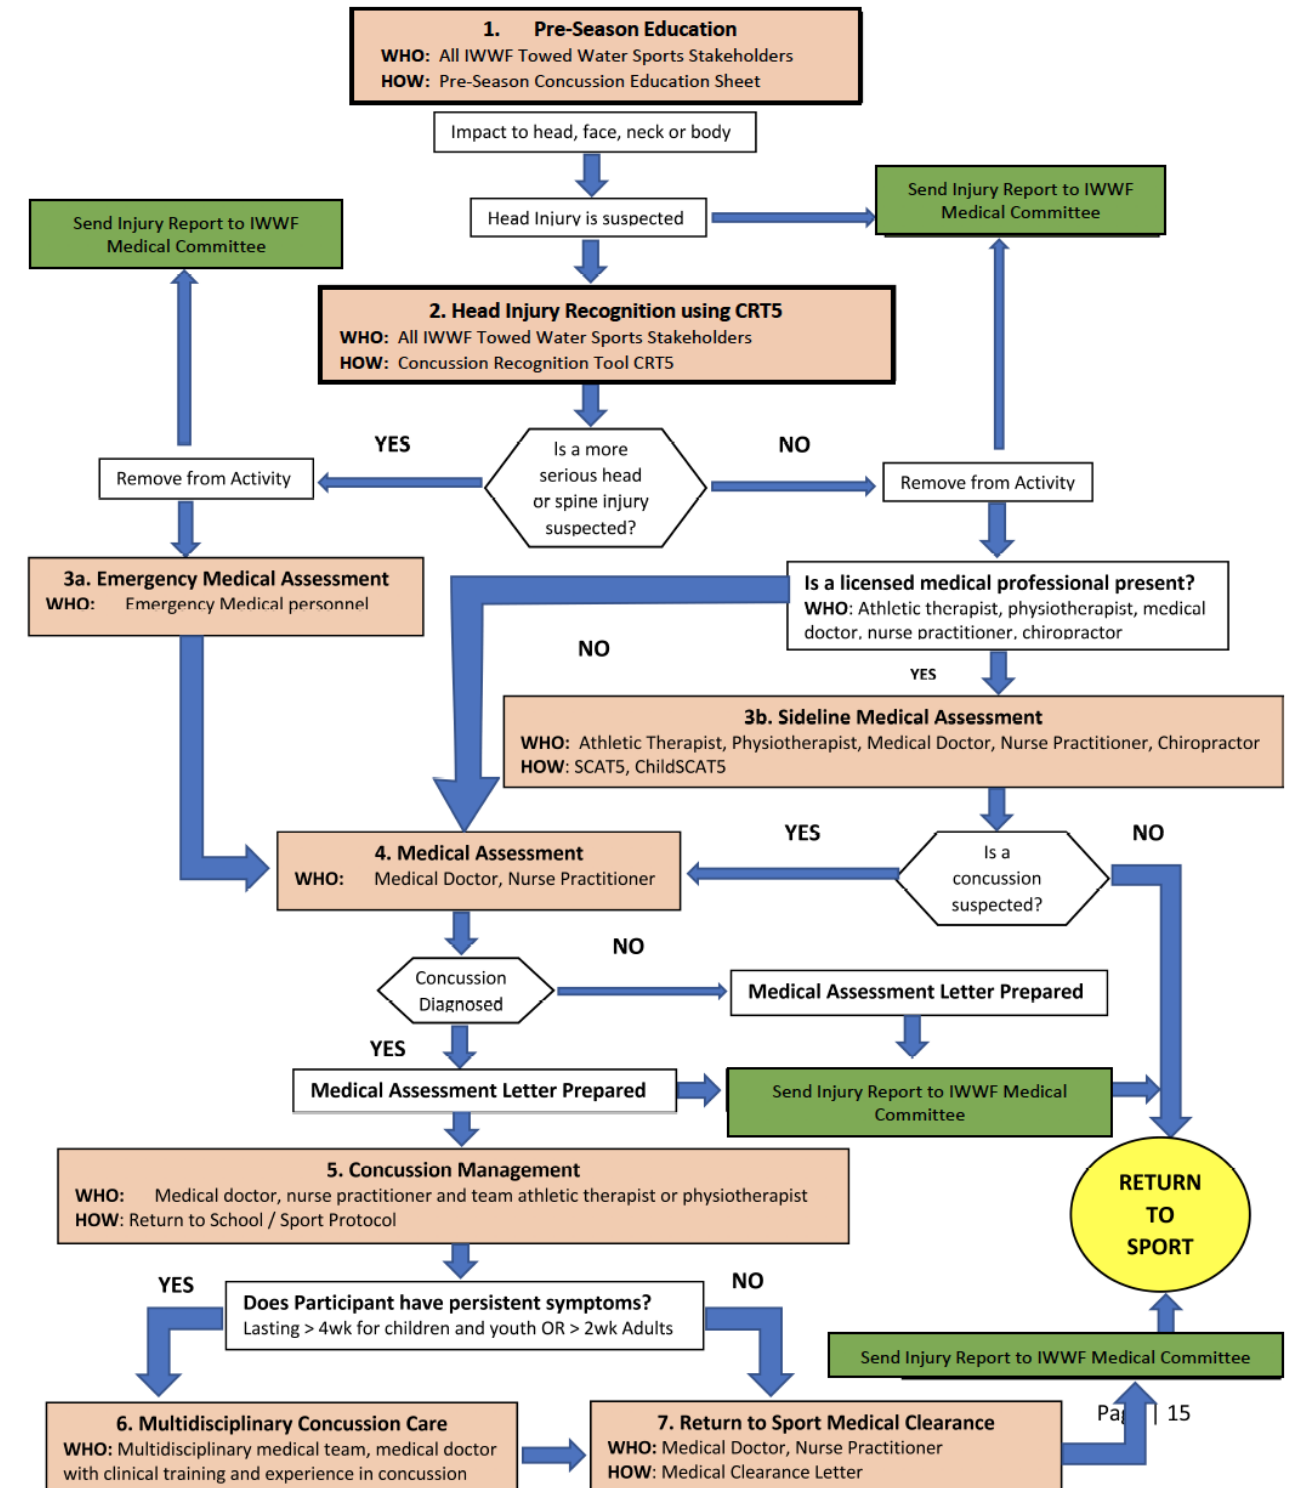 1. Pre-Season Education
WHO: All IWWF Towed Water Sports Stakeholders
HOW: Pre-Season Concussion Education Sheet
Impact to head, face, neck or body
Send Injury Report to IWWF
Medical Committee
Head Injury is suspected
Send Injury Report to IWWF
Medical Committee
2. Head Injury Recognition using CRT5
WHO: All IWWF Towed Water Sports Stakeholders
HOW: Concussion Recognition Tool CRT5
YES
Is a more
serious head
or spine injury
suspected?
NO
Remove from Activity
Remove from Activity
3a. Emergency Medical Assessment
WHO: Emergency Medical personnel
Is a licensed medical professional present?
WHO: Athletic therapist, physiotherapist, medical
doctor, nurse practitioner, chiropractor
NO
YES
3b. Sideline Medical Assessment
WHO: Athletic Therapist, Physiotherapist, Medical Doctor, Nurse Practitioner, Chiropractor
HOW: SCAT5, ChildSCAT5
YES
NO
Is a
concussion
suspected?
4. Medical Assessment
WHO: Medical Doctor, Nurse Practitioner
NO
Concussion
Diagnosed
Medical Assessment Letter Prepared
YES
Medical Assessment Letter Prepared
Send Injury Report to IWWF Medical
Committee
5. Concussion Management
WHO: Medical doctor, nurse practitioner and team athletic therapist or physiotherapist
HOW: Return to School / Sport Protocol
RETURN
TO
SPORT
YES
NO
Does Participant have persistent symptoms?
Lasting > 4wk for children and youth OR > 2wk Adults
Send Injury Report to IWWF Medical Committee
6. Multidisciplinary Concussion Care
WHO: Multidisciplinary medical team, medical doctor
with clinical training and experience in concussion
7. Return to Sport Medical Clearance
WHO: Medical Doctor, Nurse Practitioner
HOW: Medical Clearance Letter
| 15